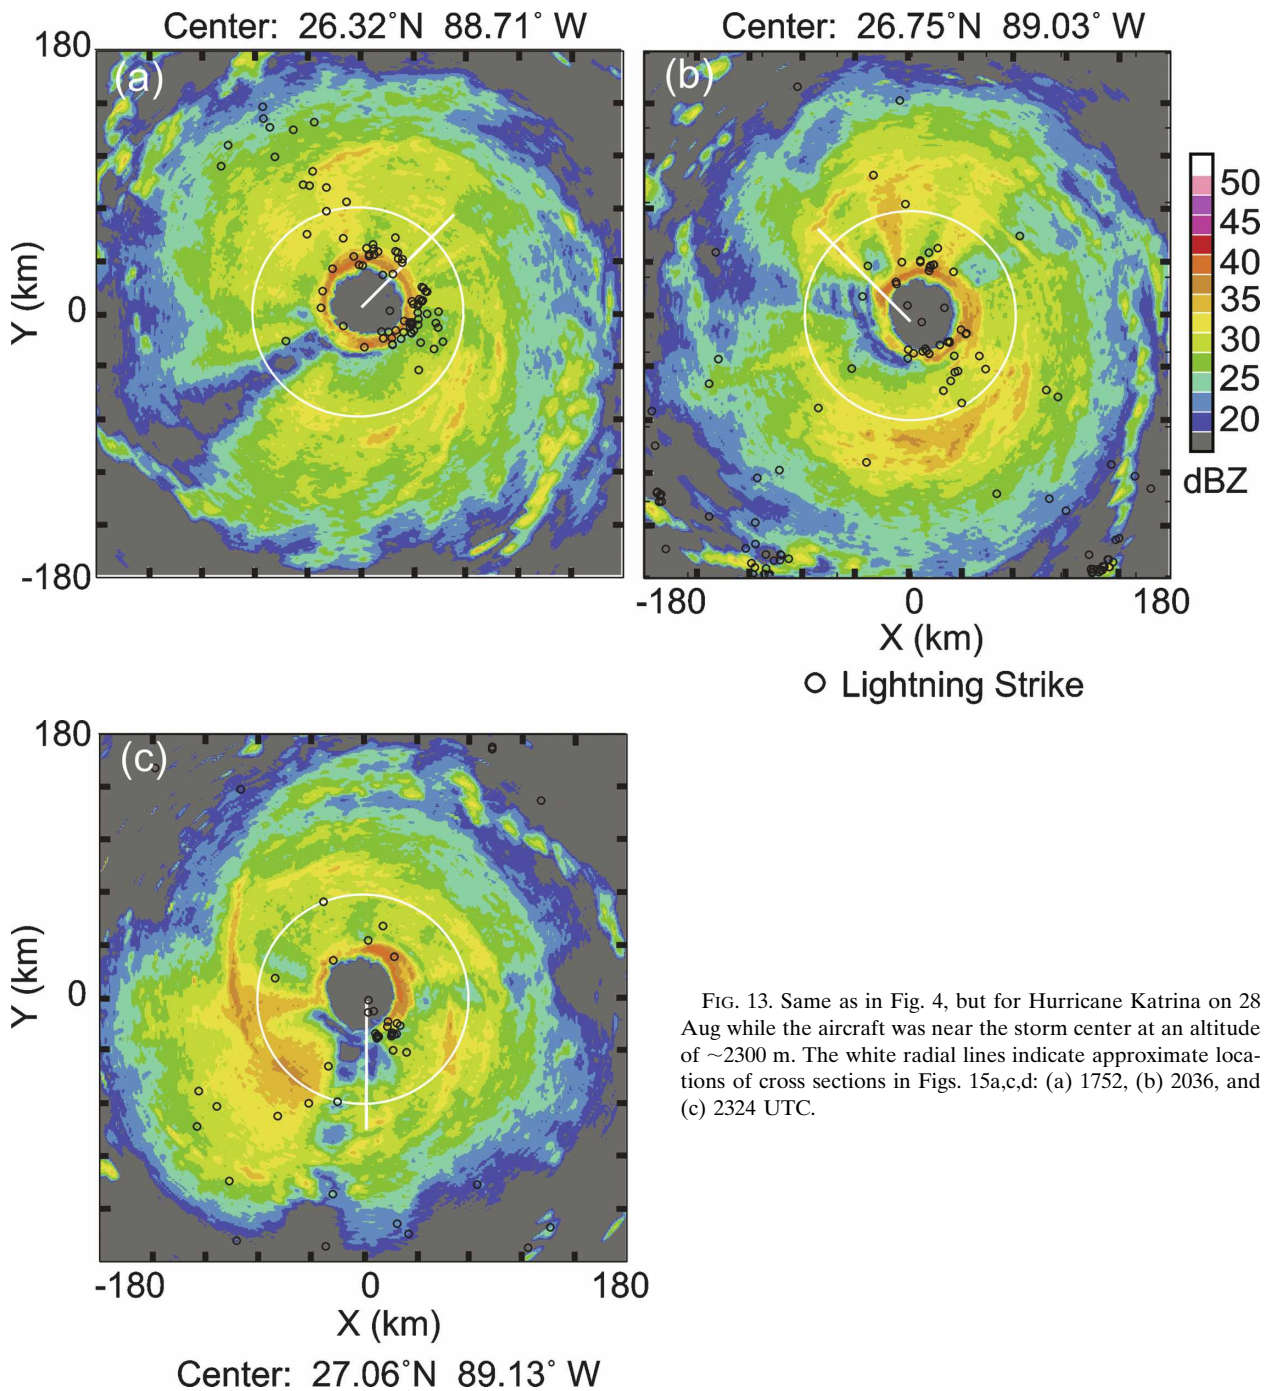 Center: 26.32°N 88.71° W
Center: 26.75°N 89.03° W
180
(a)
(b)
Y (km)
0
-180
50
45
40
35
30
25
20
dBZ
-180 0 180
X (km)
Lightning Strike
180
(c)
Y (km)
0
-180 0 180
X (km)
Center: 27.06°N 89.13° W
FIG. 13. Same as in Fig. 4, but for Hurricane Katrina on 28
Aug while the aircraft was near the storm center at an altitude
of ~2300 m. The white radial lines indicate approximate loca-
tions of cross sections in Figs. 15a,c,d: (a) 1752, (b) 2036, and
(c) 2324 UTC.